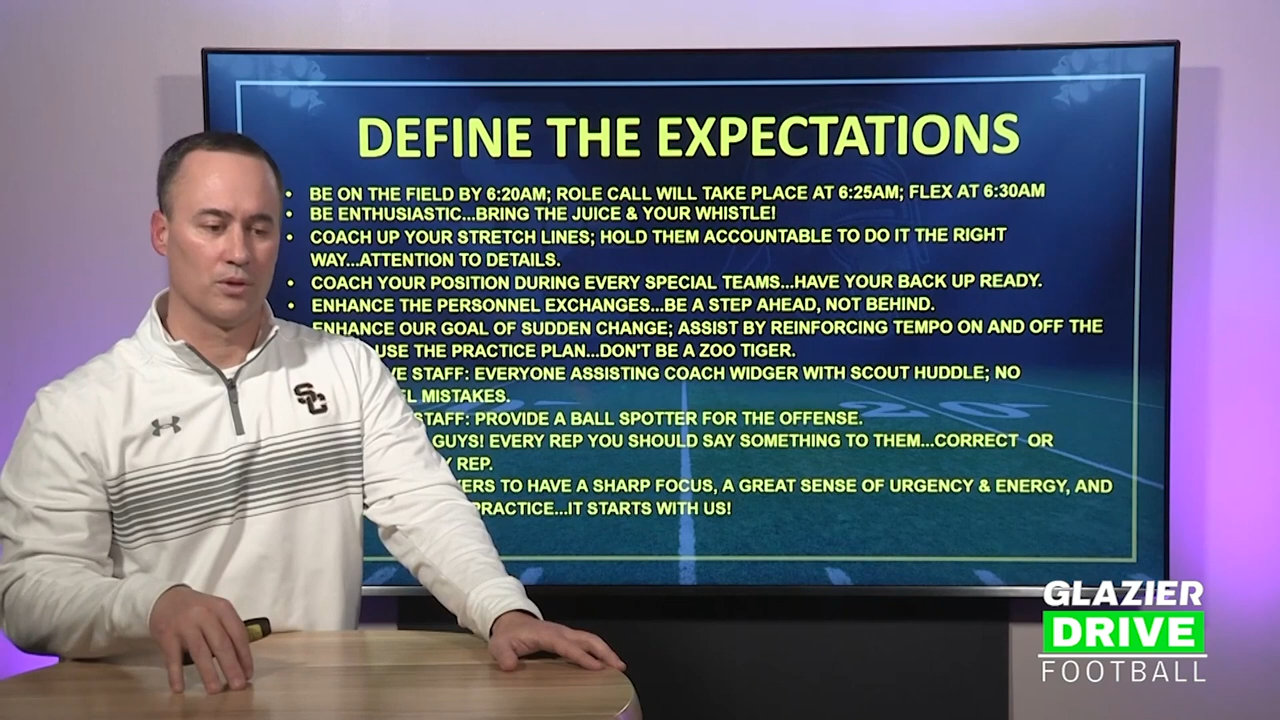 DEFINE THE EXPECTATIONS
• BE ON THE FIELD BY 6:20AM; ROLE CALL WILL TAKE PLACE AT 6:25AM; FLEX AT 6:30AM
• BE ENTHUSIASTIC...BRING THE JUICE & YOUR WHISTLE!
• COACH UP YOUR STRETCH LINES; HOLD THEM ACCOUNTABLE TO DO IT THE RIGHT
WAY...ATTENTION TO DETAILS.
• COACH YOUR POSITION DURING EVERY SPECIAL TEAMS...HAVE YOUR BACK UP READY.
• ENHANCE THE PERSONNEL EXCHANGES...BE A STEP AHEAD, NOT BEHIND.
ENHANCE OUR GOAL OF SUDDEN CHANGE; ASSIST BY REINFORCING TEMPO ON AND OFF THE
USE THE PRACTICE PLAN...DON'T BE A ZOO TIGER.
STAFF: EVERYONE ASSISTING COACH WIDGER WITH SCOUT HUDDLE; NO
MISTAKES.
STAFF: PROVIDE A BALL SPOTTER FOR THE OFFENSE.
GUYS! EVERY REP YOU SHOULD SAY SOMETHING TO THEM...CORRECT OR
REP.
TO HAVE A SHARP FOCUS, A GREAT SENSE OF URGENCY & ENERGY, AND
PRACTICE...IT STARTS WITH US!
SC
GLAZIER
DRIVE
FOOTBALL